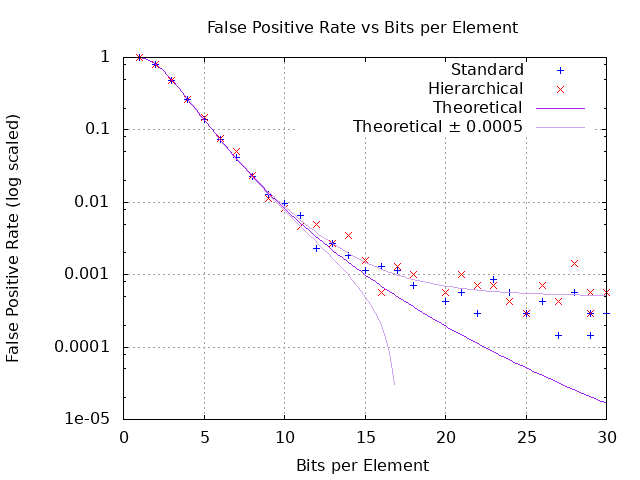 False Positive Rate vs Bits per Element
1
0.1
0.01
0.001
0.0001
1e-05
False Positive Rate (log scaled)
Standard
Hierarchical
Theoretical
Theoretical ± 0.0005
0 5 10 15 20 25 30
Bits per Element